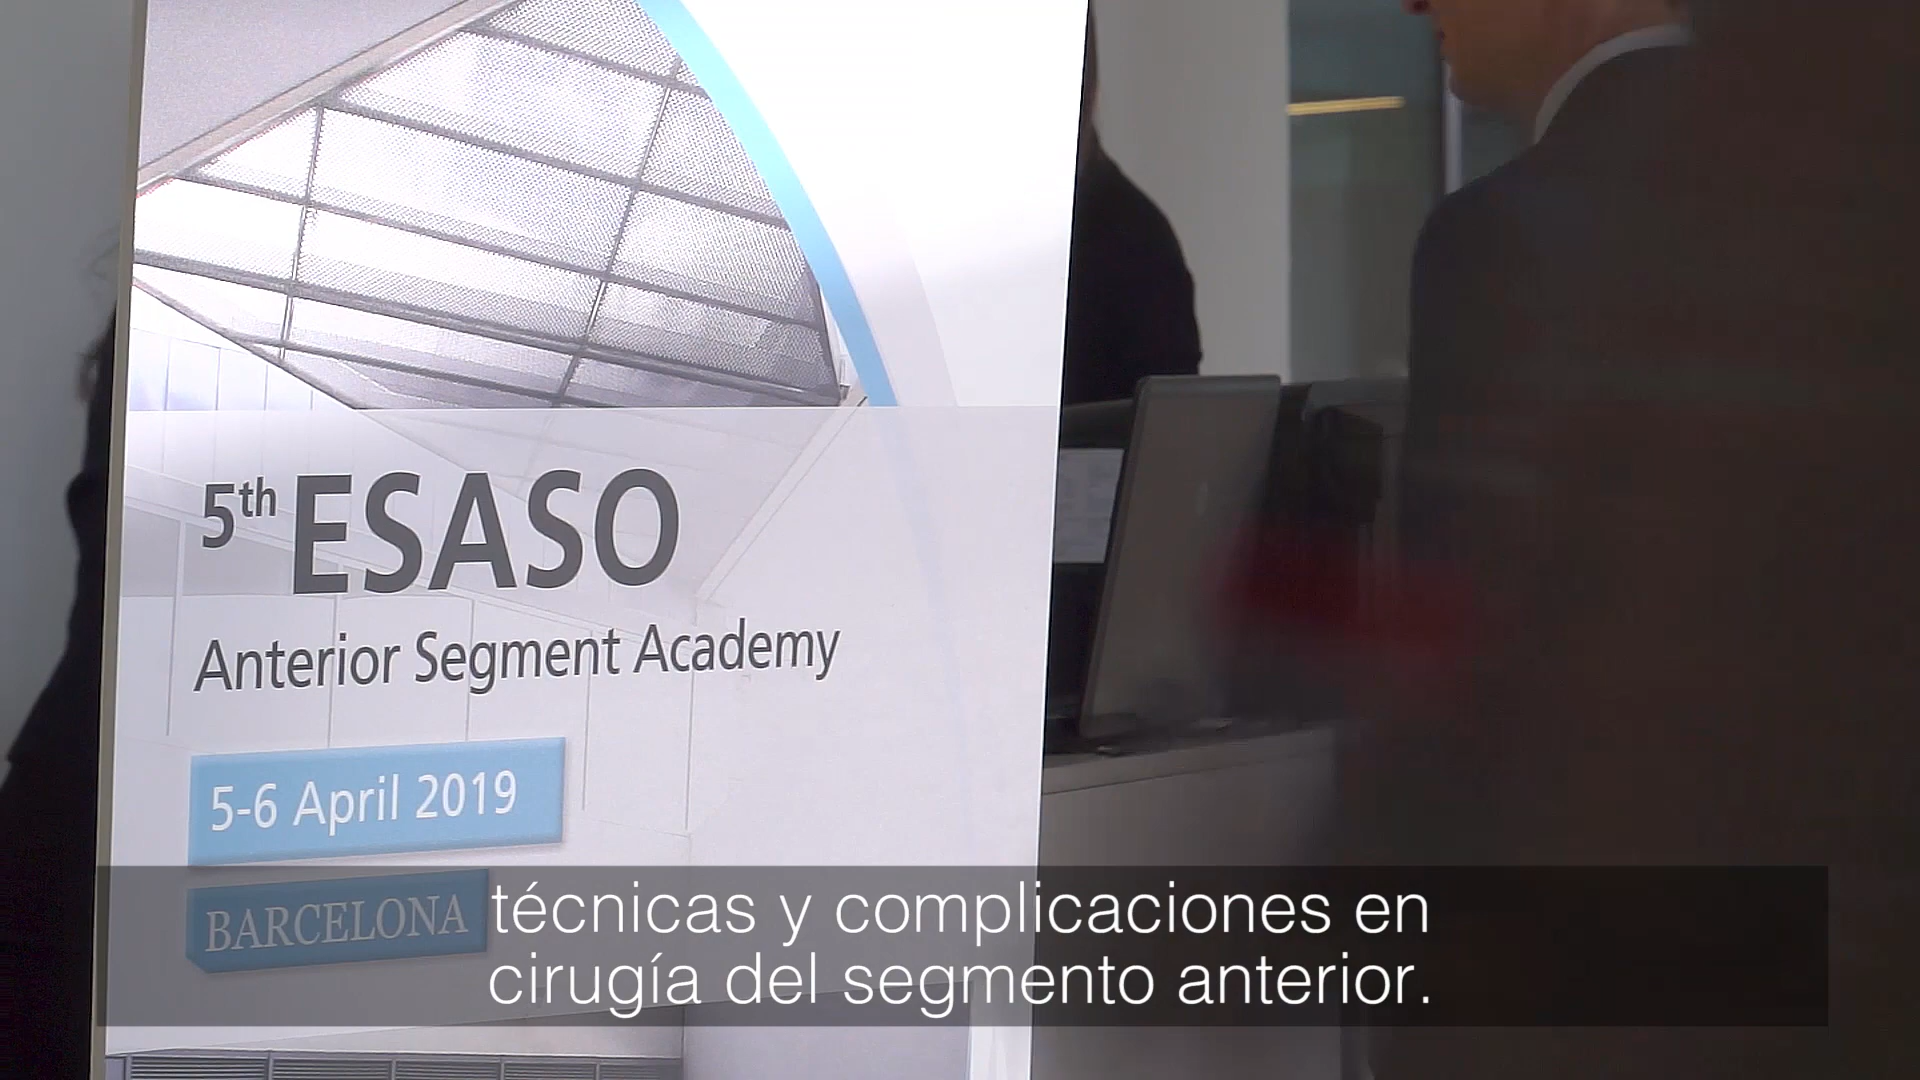 5th ESASO
Anterior Segment Academy
5-6 April 2019
BARCELONA
técnicas y complicaciones en
cirugía del segmento anterior.